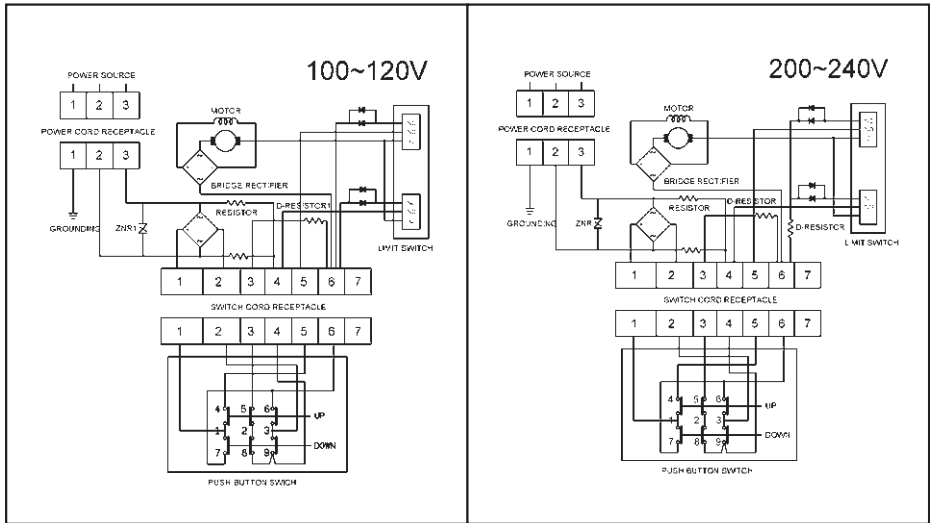 100~120V
POWER SOURCE
1 2 3
MOTOR
POWER CORD RECEPTACLE
1 2 3
BRIDGE RECTIFIER
D-RESISTOR1
RESISTOR
GROUNDING
ZNR1
LIMIT SWITCH
1 2 3 4 5 6 7
SWITCH CORD RECEPTACLE
1 2 3 4 5 6 7
4 5 6
UP
1 2 3
DOWN
7 8 9
PUSH BUTTON SWICH
200~240V
POWER SOURCE
1 2 3
MOTOR
POWER CORD RECEPTACLE
1 2 3
BRIDGE RECTIFIER
D-RESISTOR
RESISTOR
GROUNDING
ZNR
D-RESISTOR
LIMIT SWITCH
1 2 3 4 5 6 7
SWITCH CORD RECEPTACLE
1 2 3 4 5 6 7
4 5 6
UP
1 2 3
DOWN
7 8 9
PUSH BUTTON SWITCH